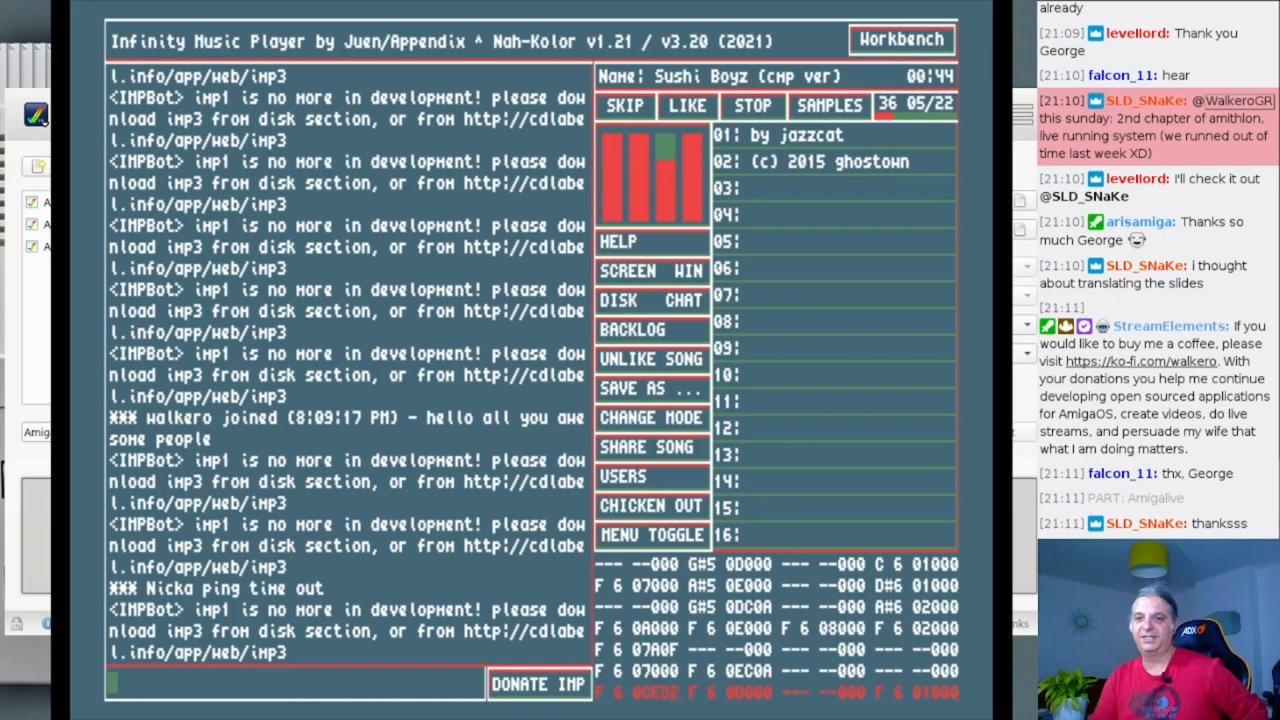 Infinity Music Player by Juen/Appendix ^ Nah-Kolor v1.21 / v3.20 (2021)
Workbench
l.info/app/web/imp3
<IMPBot> imp1 is no more in development! please dow
nload imp3 from disk section, or from http://cdlabe
l.info/app/web/imp3
<IMPBot> imp1 is no more in development! please dow
nload imp3 from disk section, or from http://cdlabe
l.info/app/web/imp3
<IMPBot> imp1 is no more in development! please dow
nload imp3 from disk section, or from http://cdlabe
l.info/app/web/imp3
<IMPBot> imp1 is no more in development! please dow
nload imp3 from disk section, or from http://cdlabe
l.info/app/web/imp3
<IMPBot> imp1 is no more in development! please dow
nload imp3 from disk section, or from http://cdlabe
l.info/app/web/imp3
*** walkero joined (8:09:17 PM) - hello all you awe
some people
<IMPBot> imp1 is no more in development! please dow
nload imp3 from disk section, or from http://cdlabe
l.info/app/web/imp3
<IMPBot> imp1 is no more in development! please dow
nload imp3 from disk section, or from http://cdlabe
l.info/app/web/imp3
*** Nicka ping time out
<IMPBot> imp1 is no more in development! please dow
nload imp3 from disk section, or from http://cdlabe
l.info/app/web/imp3
DONATE IMP
Name: Sushi Boyz (cmp ver) 00:44
SKIP LIKE STOP SAMPLES 36 05/22
HELP
SCREEN WIN
DISK CHAT
BACKLOG
UNLIKE SONG
SAVE AS ...
CHANGE MODE
SHARE SONG
USERS
CHICKEN OUT
MENU TOGGLE
01: by jazzcat
02: (c) 2015 ghostown
03:
04:
05:
06:
07:
08:
09:
10:
11:
12:
13:
14:
15:
16:
--- --000 G#5 0D000 --- --000 C 6 01000
F 6 07000 A#5 0E000 --- --000 D#6 01000
--- --000 G#5 0DC0A --- --000 A#6 02000
F 6 0A000 F 6 0E000 F 6 08000 F 6 02000
F 6 07A0F --- --000 --- --000 --- --000
F 6 07000 F 6 0EC0A --- --000 --- --000
F 6 0CED2 F 6 0D000 --- --000 F 6 01000
already
[21:09] levellord: Thank you
George
[21:10] falcon_11: hear
[21:10] SLD_SNaKe: @WalkeroGR
this sunday: 2nd chapter of amithlon,
live running system (we runned out of
time last week XD)
[21:10] levellord: I'll check it out
@SLD_SNaKe
[21:10] arisamiga: Thanks so
much George
[21:10] SLD_SNaKe: i thought
about translating the slides
[21:11]
StreamElements: If you
would like to buy me a coffee, please
visit https://ko-fi.com/walkero. With
your donations you help me continue
developing open sourced applications
for AmigaOS, create videos, do live
streams, and persuade my wife that
what I am doing matters.
[21:11] falcon_11: thx, George
[21:11] PART: Amigalive
[21:11] SLD_SNaKe: thanksss
Amig
ADX